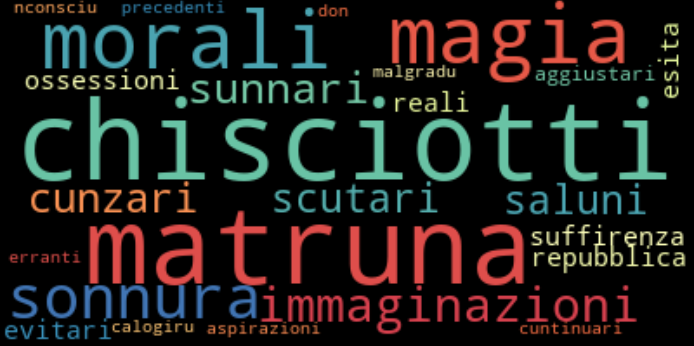 nconsciu precedenti don
morali magia
ossessioni sunnari malgradu aggiustari esita
reali
chisciotti
cunzari scutari saluni
matruna suffirenza
erranti repubblica
sonnura immaginazioni
evitari calogiru aspirazioni cuntinuari